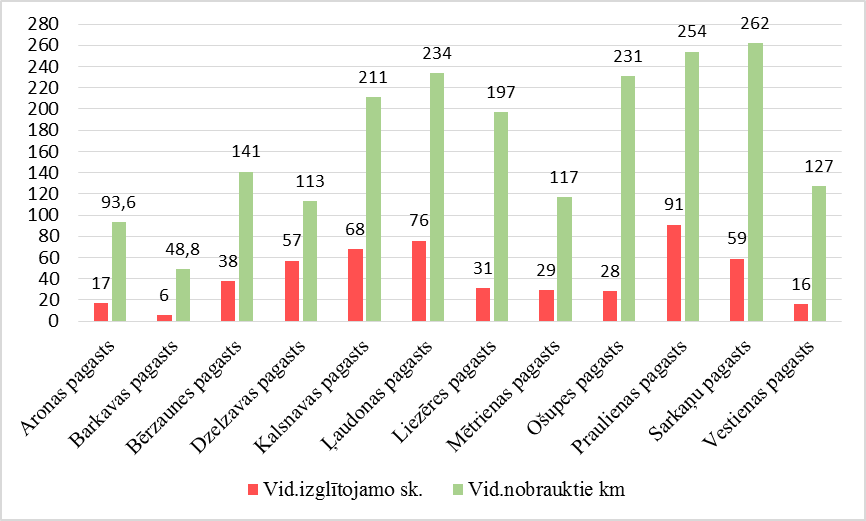 280
260
240
220
200
180
160
140
120
100
80
60
40
20
0
17 93,6
6 48,8
38 141
57 113
68 211
76 234
31 197
29 117
28 231
91 254
59 262
16 127
Aronas pagasts
Barkavas pagasts
Bērzaunes pagasts
Dzelzavas pagasts
Kalsnavas pagasts
Ļaudonas pagasts
Liezēres pagasts
Mētrienas pagasts
Ošupes pagasts
Praulienas pagasts
Sarkaņu pagasts
Vestienas pagasts
Vid.izglītojamo sk. Vid.nobrauktie km